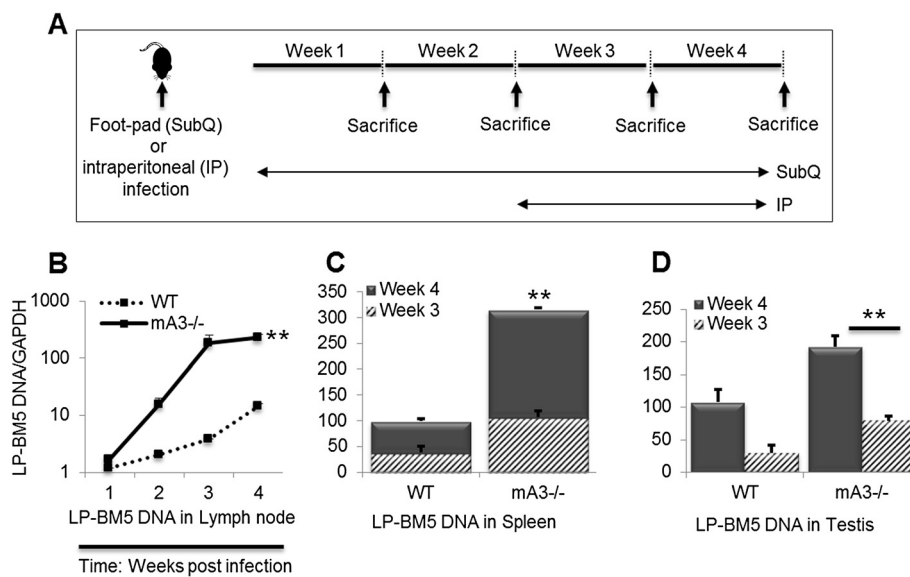 A
Week 1
Week 2
Week 3
Week 4
Foot-pad (SubQ)
or
intraperitoneal (IP)
infection
Sacrifice
Sacrifice
Sacrifice
Sacrifice
SubQ
IP
B
WT
mA3-/-
LP-BM5 DNA/GAPDH
1000
100
10
1
**
1 2 3 4
LP-BM5 DNA in Lymph node
Time: Weeks post infection
C
Week 4
Week 3
350
300
250
200
150
100
50
0
**
WT mA3-/-
LP-BM5 DNA in Spleen
D
Week 4
Week 3
250
200
150
100
50
0
**
WT mA3-/-
LP-BM5 DNA in Testis